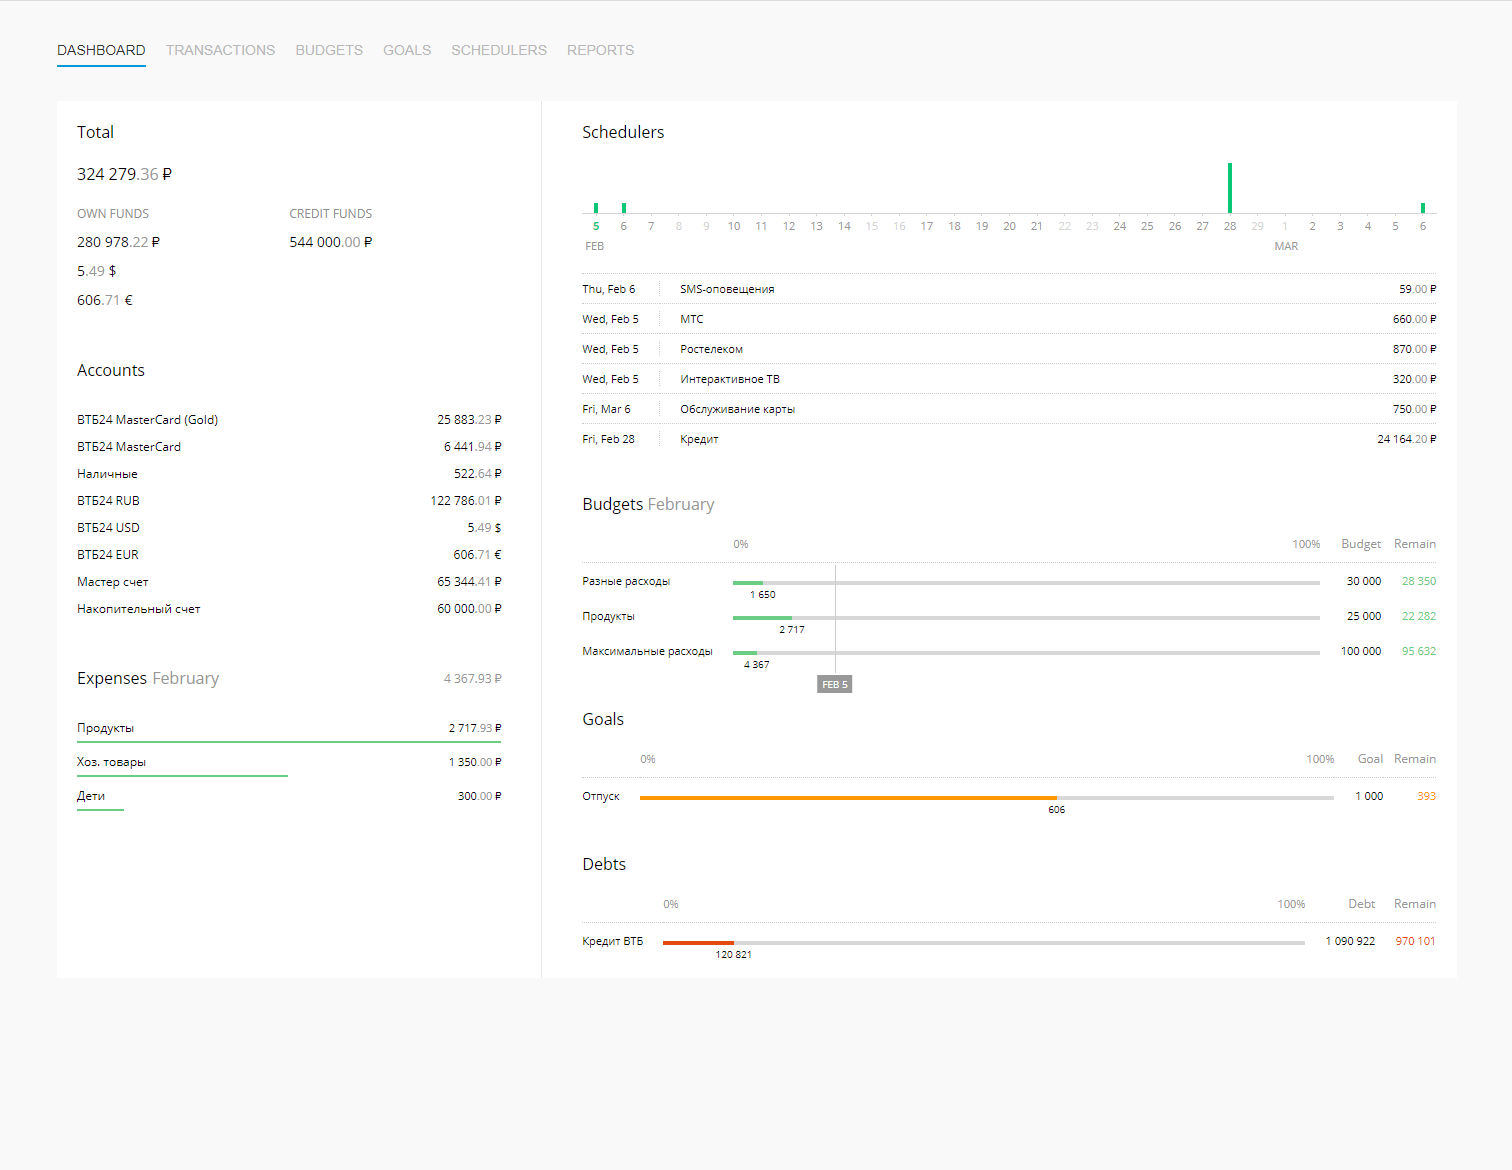 DASHBOARD TRANSACTIONS BUDGETS GOALS SCHEDULERS REPORTS
Total
324 279.36 ₽
OWN FUNDS CREDIT FUNDS
280 978.22 ₽ 544 000.00 ₽
5.49 $
606.71 €
Accounts
ВТБ24 MasterCard (Gold) 25 883.23 ₽
ВТБ24 MasterCard 6 441.94 ₽
Наличные 522.64 ₽
ВТБ24 RUB 122 786.01 ₽
ВТБ24 USD 5.49 $
ВТБ24 EUR 606.71 €
Мастер счет 65 344.41 ₽
Накопительный счет 60 000.00 ₽
Expenses February 4 367.93 ₽
Продукты 2 717.93 ₽
Хоз. товары 1 350.00 ₽
Дети 300.00 ₽
Schedulers
5 6 7 8 9 10 11 12 13 14 15 16 17 18 19 20 21 22 23 24 25 26 27 28 29 1 2 3 4 5 6
FEB MAR
Thu, Feb 6 SMS-оповещения 59.00 ₽
Wed, Feb 5 МТС 660.00 ₽
Wed, Feb 5 Ростелеком 870.00 ₽
Wed, Feb 5 Интерактивное ТВ 320.00 ₽
Fri, Mar 6 Обслуживание карты 750.00 ₽
Fri, Feb 28 Кредит 24 164.20 ₽
Budgets February
0% 100% Budget Remain
Разные расходы 30 000 28 350
1 650
Продукты 25 000 22 282
2 717
Максимальные расходы 100 000 95 632
4 367
FEB 5
Goals
0% 100% Goal Remain
Отпуск 1 000 393
606
Debts
0% 100% Debt Remain
Кредит ВТБ 1 090 922 970 101
120 821